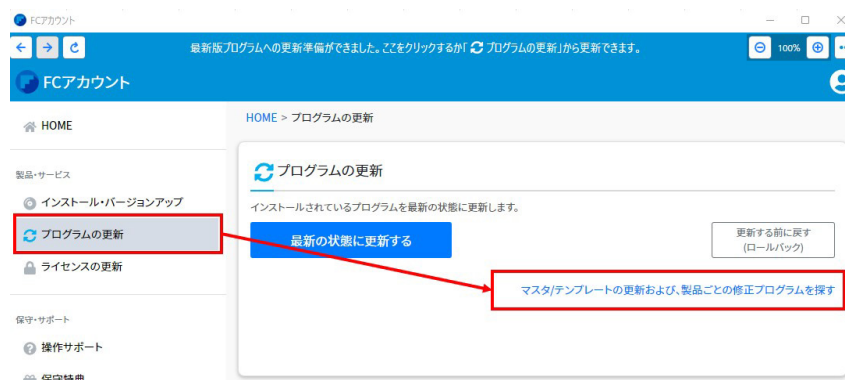 FCアカウント
最新版プログラムへの更新準備ができました。ここをクリックするか「 プログラムの更新」から更新できます。
100%
FCアカウント
HOME
HOME > プログラムの更新
製品・サービス
プログラムの更新
インストール・バージョンアップ
インストールされているプログラムを最新の状態に更新します。
プログラムの更新
最新の状態に更新する
更新する前に戻す
(ロールバック)
ライセンスの更新
マスタ/テンプレートの更新および、製品ごとの修正プログラムを探す
保守・サポート
操作サポート
保守特典